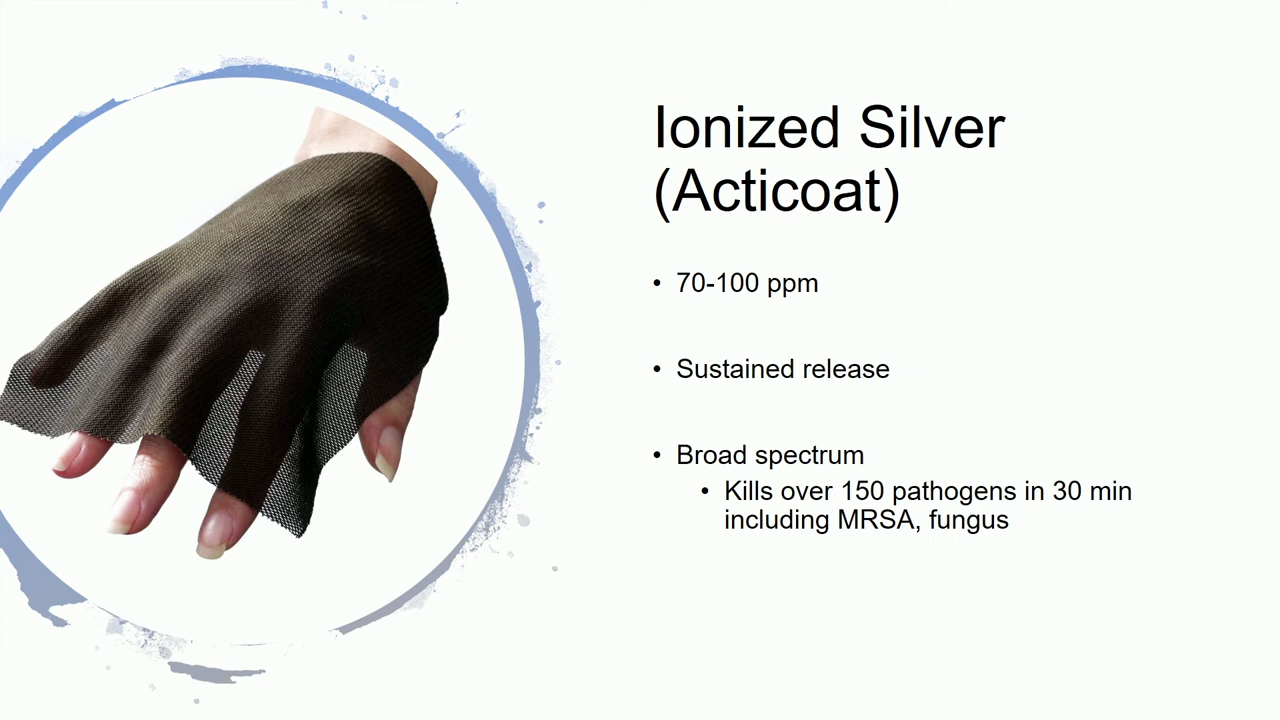 Ionized Silver
(Acticoat)
• 70-100 ppm
• Sustained release
• Broad spectrum
• Kills over 150 pathogens in 30 min
including MRSA, fungus